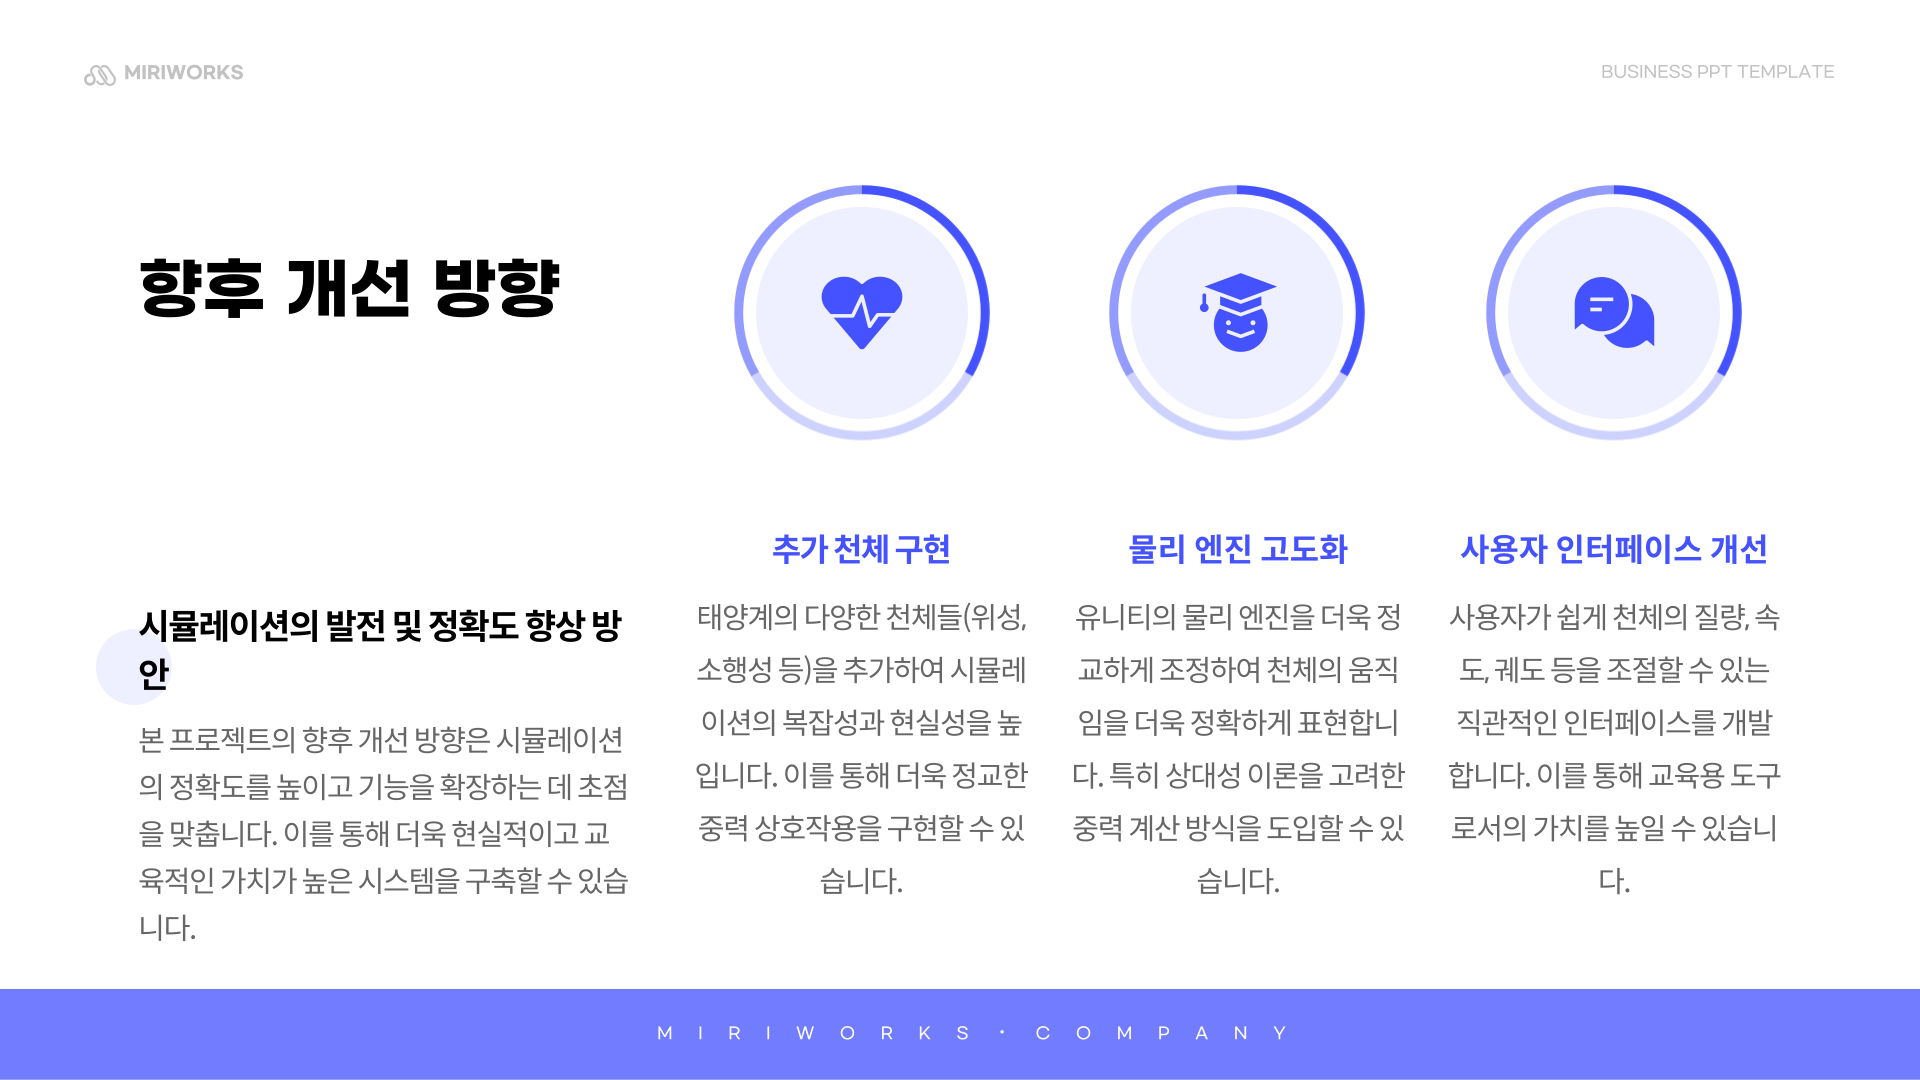 MIRIWORKS
BUSINESS PPT TEMPLATE
향후 개선 방향
시뮬레이션의 발전 및 정확도 향상 방
안
본 프로젝트의 향후 개선 방향은 시뮬레이션
의 정확도를 높이고 기능을 확장하는 데 초점
을 맞춥니다. 이를 통해 더욱 현실적이고 교
육적인 가치가 높은 시스템을 구축할 수 있습
니다.
추가 천체 구현
태양계의 다양한 천체들(위성,
소행성 등)을 추가하여 시뮬레
이션의 복잡성과 현실성을 높
입니다. 이를 통해 더욱 정교한
중력 상호작용을 구현할 수 있
습니다.
물리 엔진 고도화
유니티의 물리 엔진을 더욱 정
교하게 조정하여 천체의 움직
임을 더욱 정확하게 표현합니
다. 특히 상대성 이론을 고려한
중력 계산 방식을 도입할 수 있
습니다.
사용자 인터페이스 개선
사용자가 쉽게 천체의 질량, 속
도, 궤도 등을 조절할 수 있는
직관적인 인터페이스를 개발
합니다. 이를 통해 교육용 도구
로서의 가치를 높일 수 있습니
다.
MIRIWORKS·COMPANY